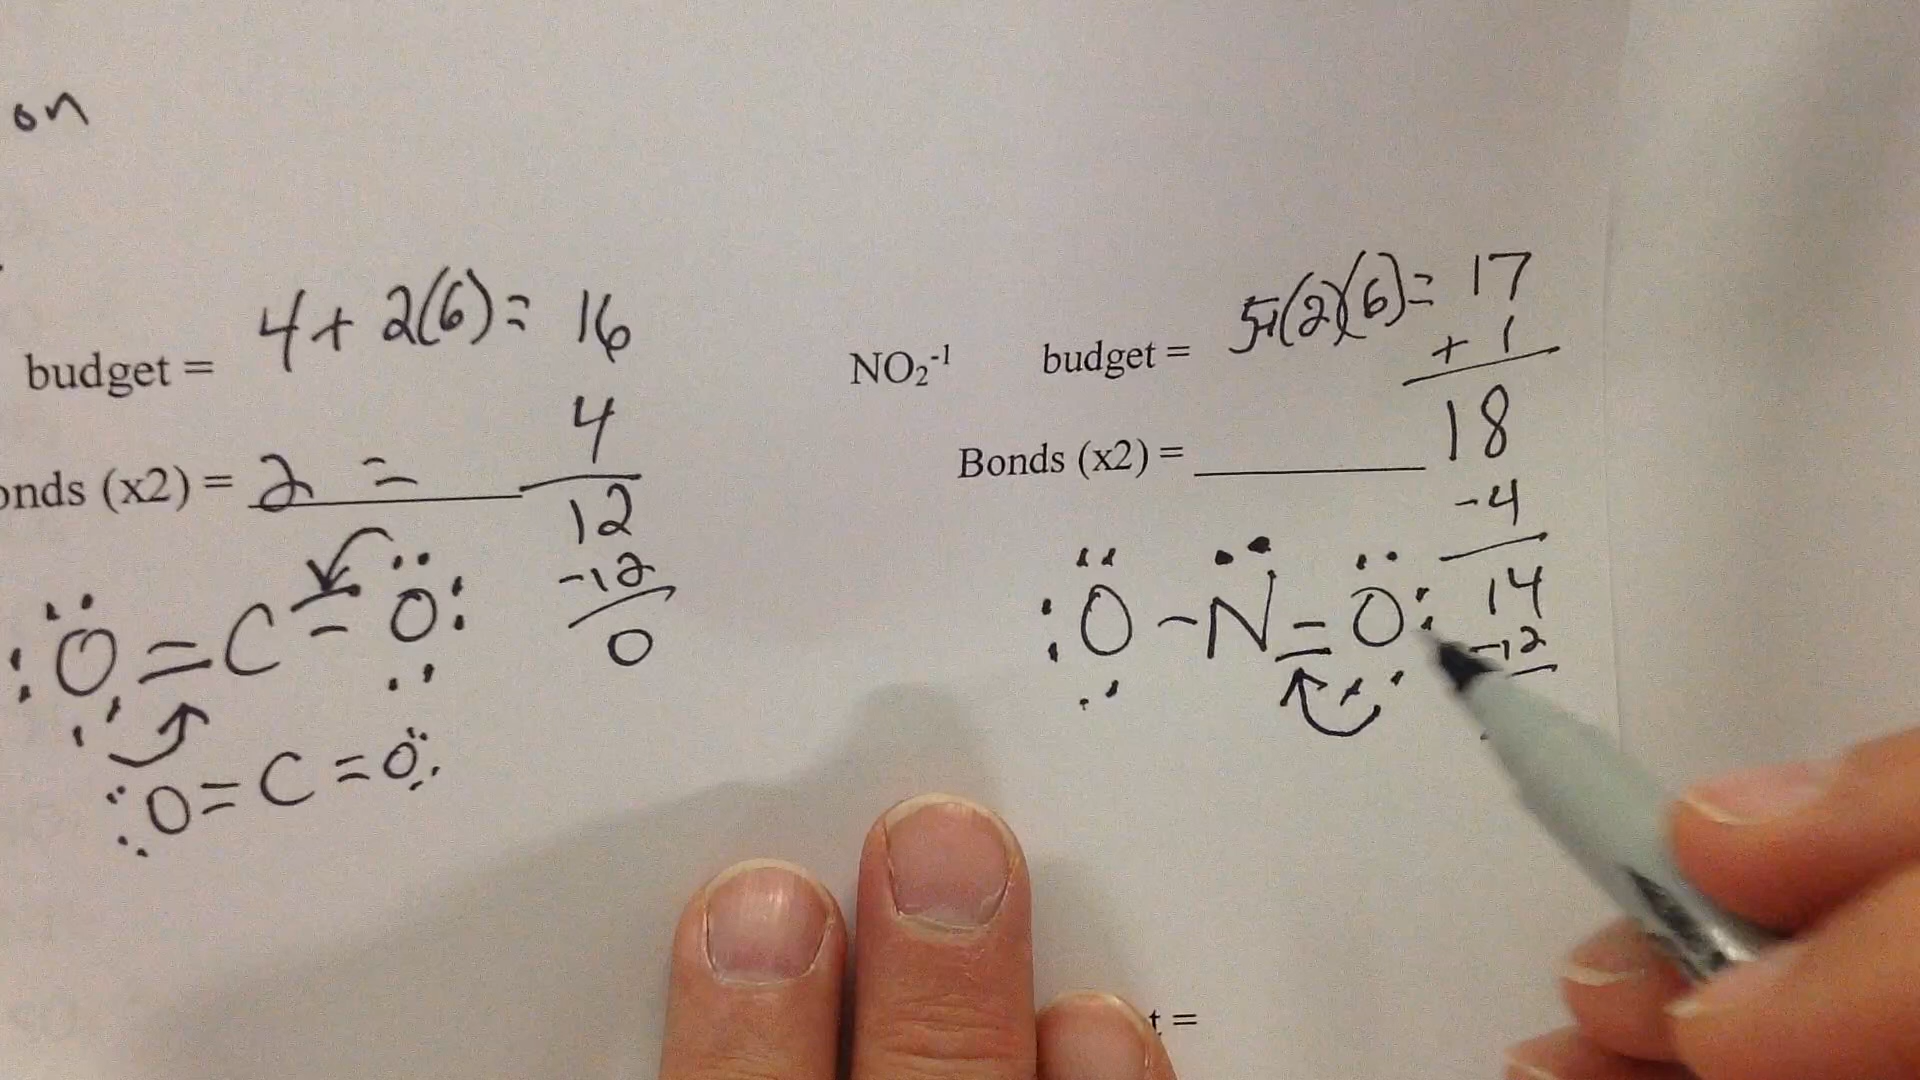 on
4 + 2(6) = 16
budget =
4
onds (x2) = 2 =
12
-12
0
:O = C = O:
O = C = O
5+(2)(6) = 17
+ 1
NO₂⁻¹ budget =
18
Bonds (x2) =
-4
14
:O - N = O:
-12
t =